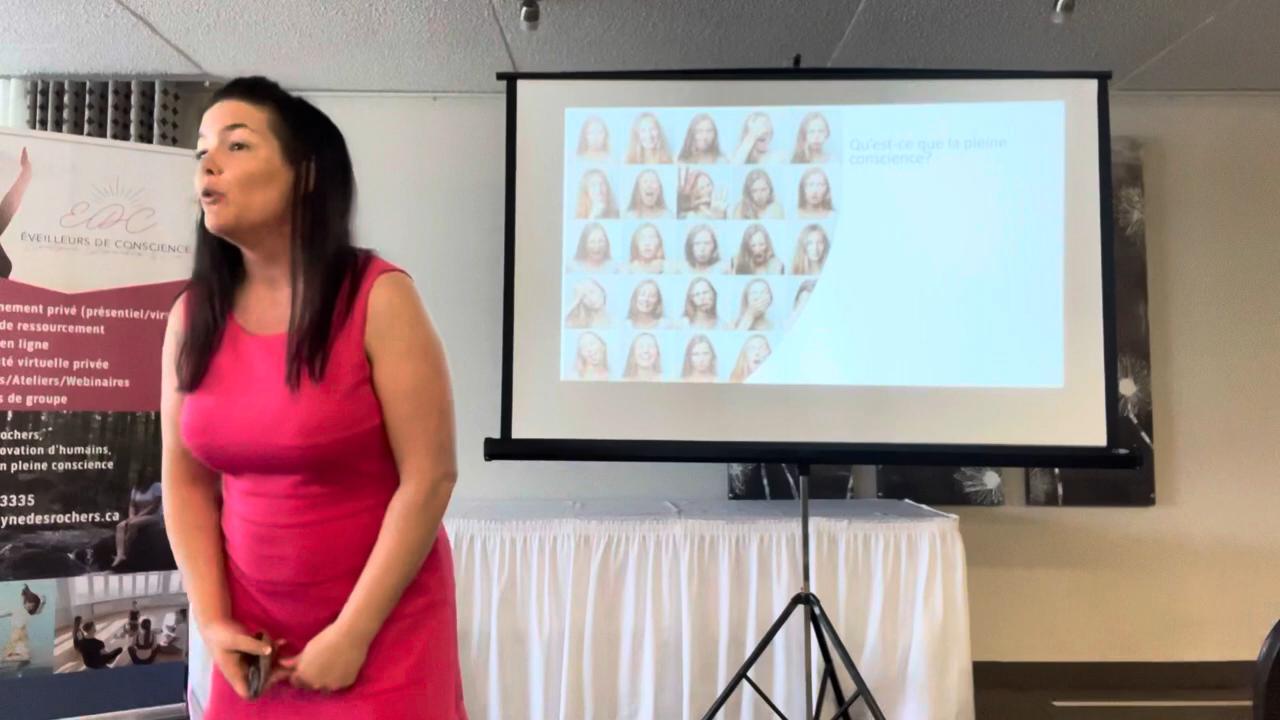 EDC
ÉVEILLEURS DE CONSCIENCE
nement privé (présentiel/vir
de ressourcement
en ligne
té virtuelle privée
s/Ateliers/Webinaires
s de groupe
ochers,
ovation d'humains,
n pleine conscience
3335
ynedesrochers.ca
Qu'est-ce que la pleine
conscience?